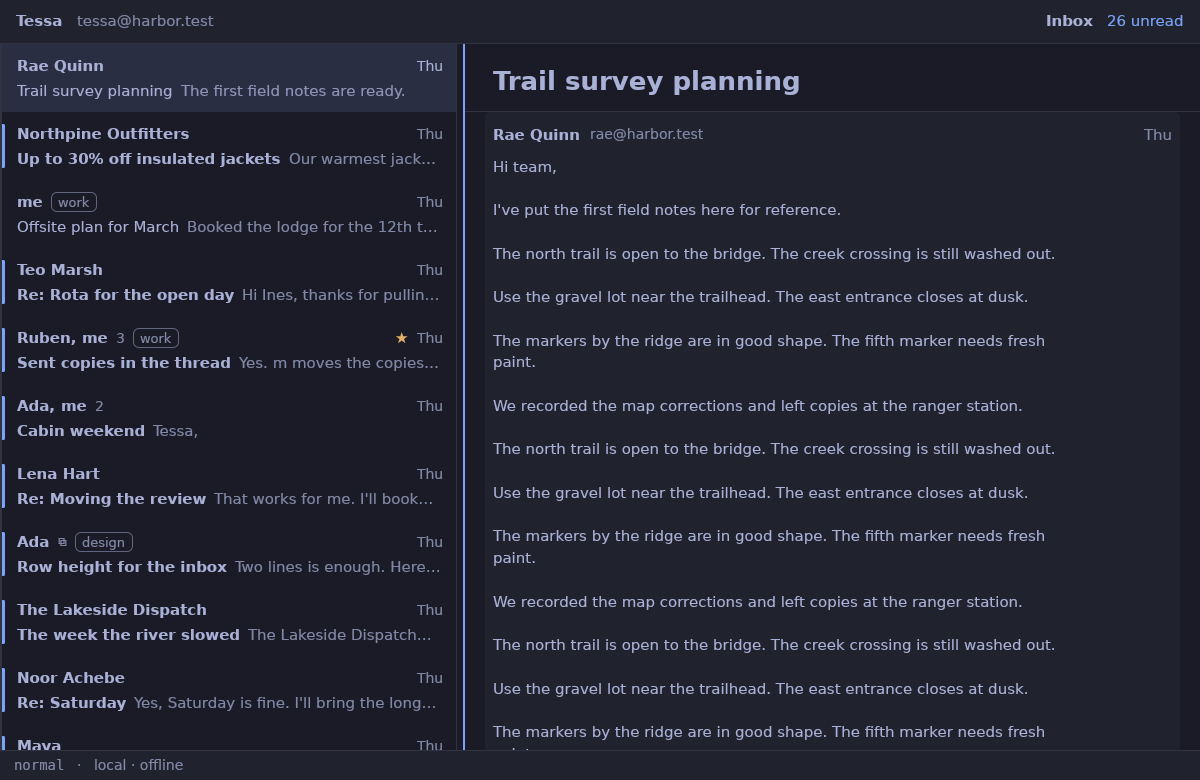 Tessa tessa@harbor.test
Inbox 26 unread
Rae Quinn Thu
Trail survey planning The first field notes are ready.
Northpine Outfitters Thu
Up to 30% off insulated jackets Our warmest jack…
me work Thu
Offsite plan for March Booked the lodge for the 12th t…
Teo Marsh Thu
Re: Rota for the open day Hi Ines, thanks for pullin…
Ruben, me 3 work ★ Thu
Sent copies in the thread Yes. m moves the copies…
Ada, me 2 Thu
Cabin weekend Tessa,
Lena Hart Thu
Re: Moving the review That works for me. I'll book…
Ada design Thu
Row height for the inbox Two lines is enough. Here…
The Lakeside Dispatch Thu
The week the river slowed The Lakeside Dispatch…
Noor Achebe Thu
Re: Saturday Yes, Saturday is fine. I'll bring the long…
Maya Thu
Trail survey planning
Rae Quinn rae@harbor.test Thu
Hi team,
I've put the first field notes here for reference.
The north trail is open to the bridge. The creek crossing is still washed out.
Use the gravel lot near the trailhead. The east entrance closes at dusk.
The markers by the ridge are in good shape. The fifth marker needs fresh
paint.
We recorded the map corrections and left copies at the ranger station.
The north trail is open to the bridge. The creek crossing is still washed out.
Use the gravel lot near the trailhead. The east entrance closes at dusk.
The markers by the ridge are in good shape. The fifth marker needs fresh
paint.
We recorded the map corrections and left copies at the ranger station.
The north trail is open to the bridge. The creek crossing is still washed out.
Use the gravel lot near the trailhead. The east entrance closes at dusk.
The markers by the ridge are in good shape. The fifth marker needs fresh
normal · local · offline